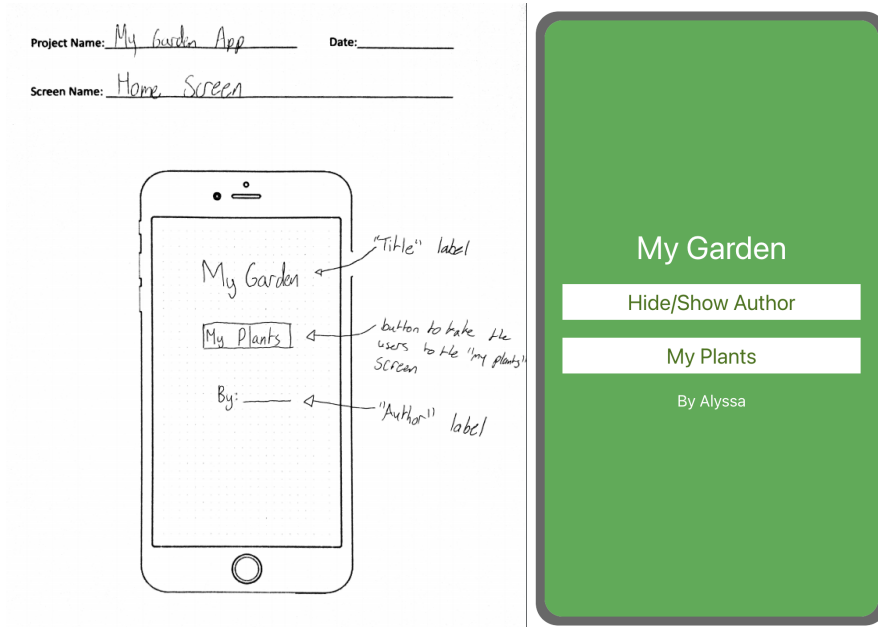 Project Name: My Garden App Date:
Screen Name: Home Screen
"Title" label
My Garden
button to take the
users to the "my plants"
screen
My Plants
By:
"Author" label
My Garden
Hide/Show Author
My Plants
By Alyssa